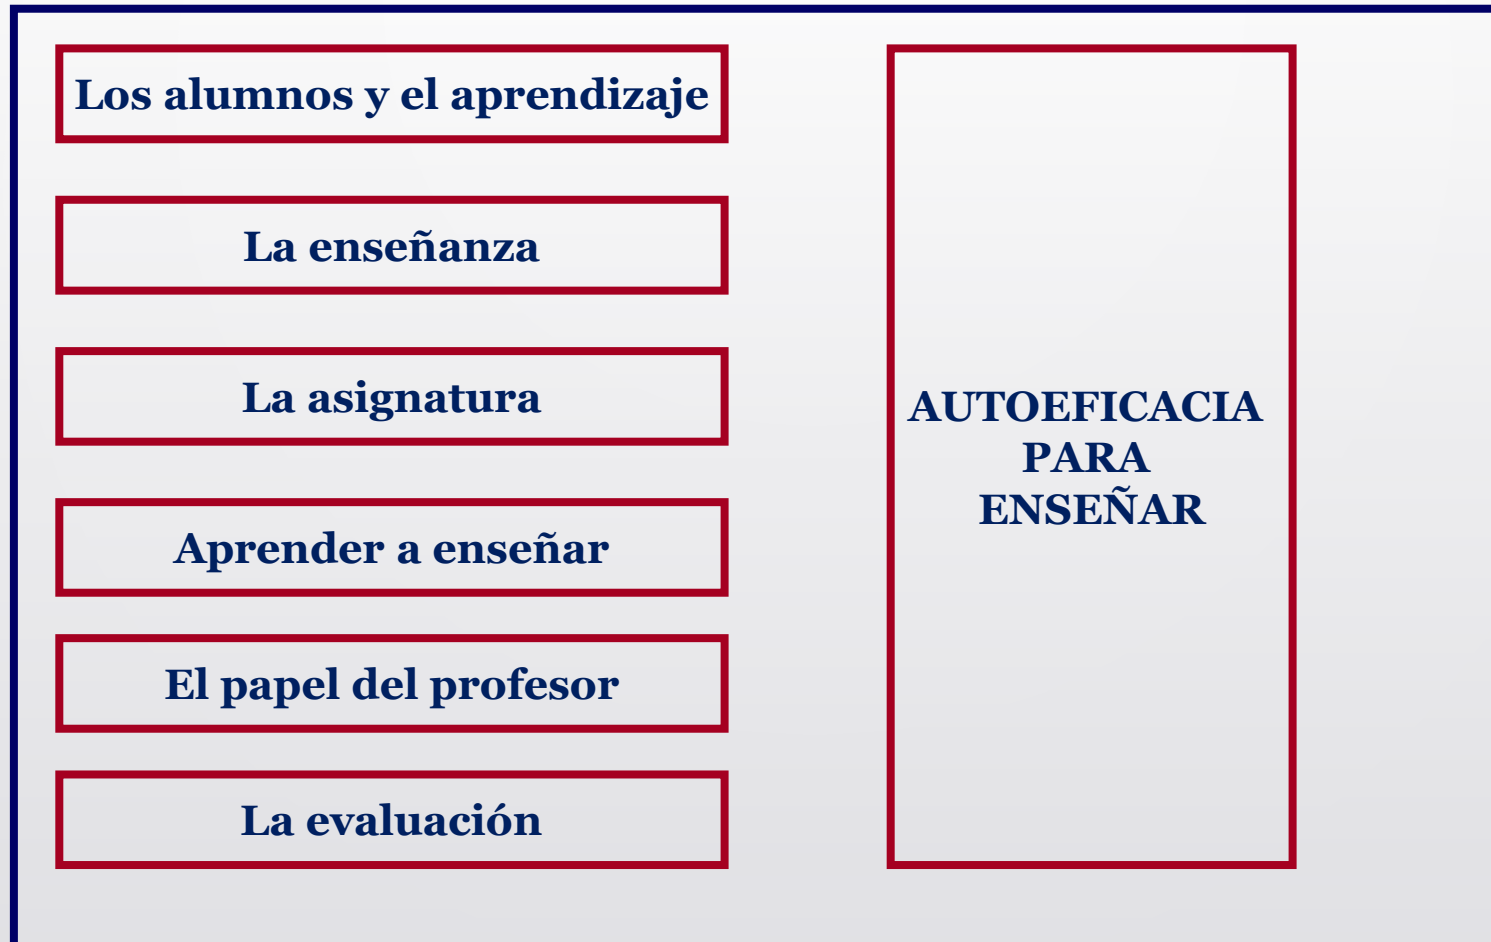 Los alumnos y el aprendizaje
La enseñanza
La asignatura
Aprender a enseñar
El papel del profesor
La evaluación
AUTOEFICACIA
PARA
ENSEÑAR